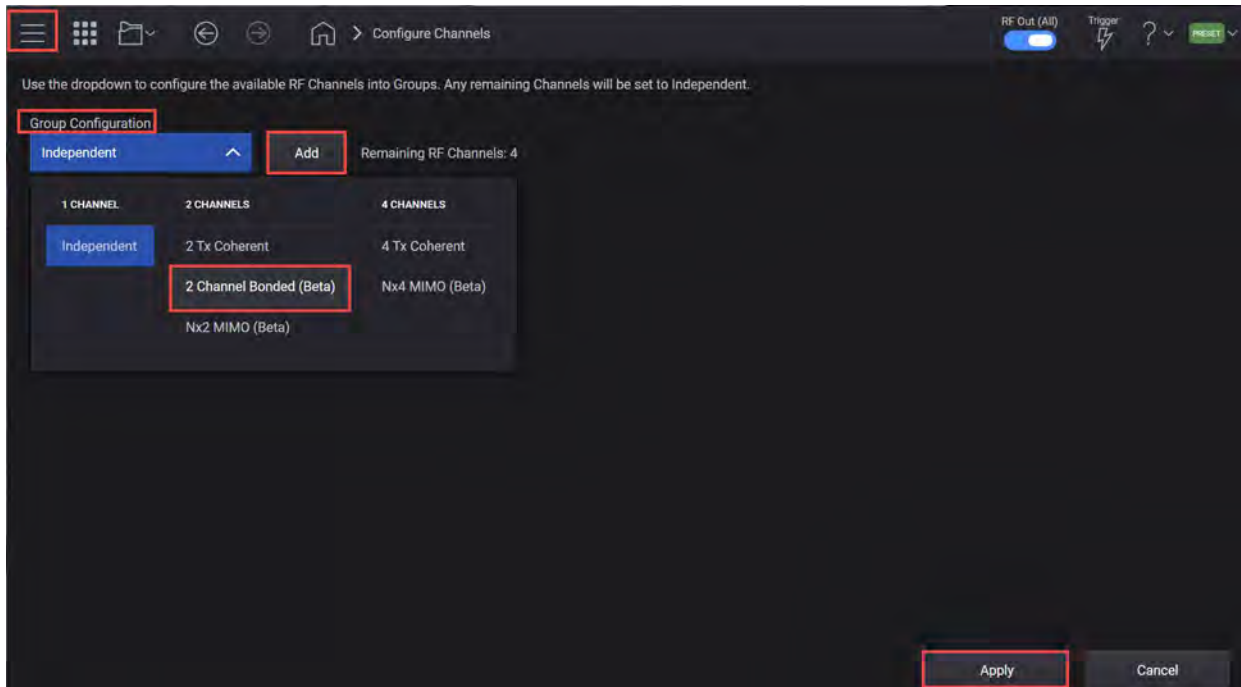 RF Out (All)
Trigger
Configure Channels
?
PRESET
Use the dropdown to configure the available RF Channels into Groups. Any remaining Channels will be set to Independent.
Group Configuration
Independent
Add
Remaining RF Channels: 4
1 CHANNEL
2 CHANNELS
4 CHANNELS
Independent
2 Tx Coherent
4 Tx Coherent
2 Channel Bonded (Beta)
Nx4 MIMO (Beta)
Nx2 MIMO (Beta)
Apply
Cancel